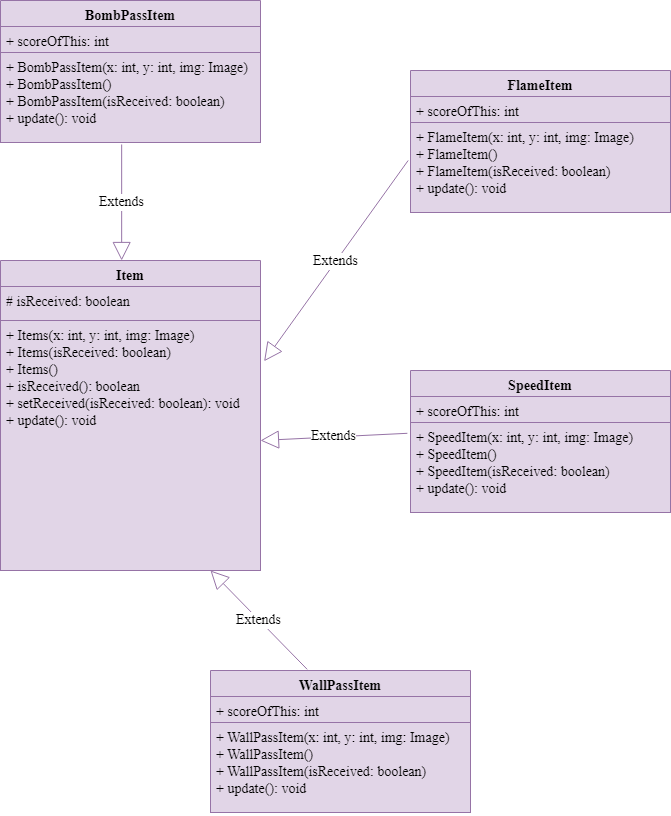 BombPassItem
+ scoreOfThis: int
+ BombPassItem(x: int, y: int, img: Image)
+ BombPassItem()
+ BombPassItem(isReceived: boolean)
+ update(): void
FlameItem
+ scoreOfThis: int
+ FlameItem(x: int, y: int, img: Image)
+ FlameItem()
+ FlameItem(isReceived: boolean)
+ update(): void
Extends
Extends
Item
# isReceived: boolean
+ Items(x: int, y: int, img: Image)
+ Items(isReceived: boolean)
+ Items()
+ isReceived(): boolean
+ setReceived(isReceived: boolean): void
+ update(): void
SpeedItem
+ scoreOfThis: int
+ SpeedItem(x: int, y: int, img: Image)
+ SpeedItem()
+ SpeedItem(isReceived: boolean)
+ update(): void
Extends
Extends
WallPassItem
+ scoreOfThis: int
+ WallPassItem(x: int, y: int, img: Image)
+ WallPassItem()
+ WallPassItem(isReceived: boolean)
+ update(): void